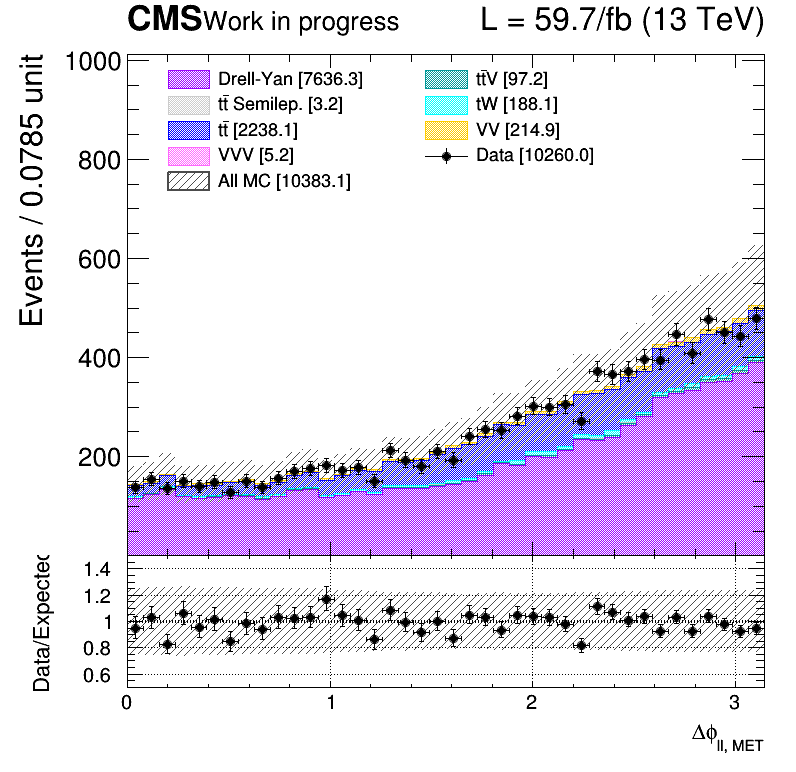 CMS Work in progress L = 59.7/fb (13 TeV)
Events / 0.0785 unit
1000
800
600
400
200
Drell-Yan [7636.3]
tt̄ Semilep. [3.2]
tt̄ [2238.1]
VVV [5.2]
All MC [10383.1]
tt̄V [97.2]
tW [188.1]
VV [214.9]
Data [10260.0]
Data/Expected
1.4
1.2
1
0.8
0.6
0 1 2 3
Δϕll, MET